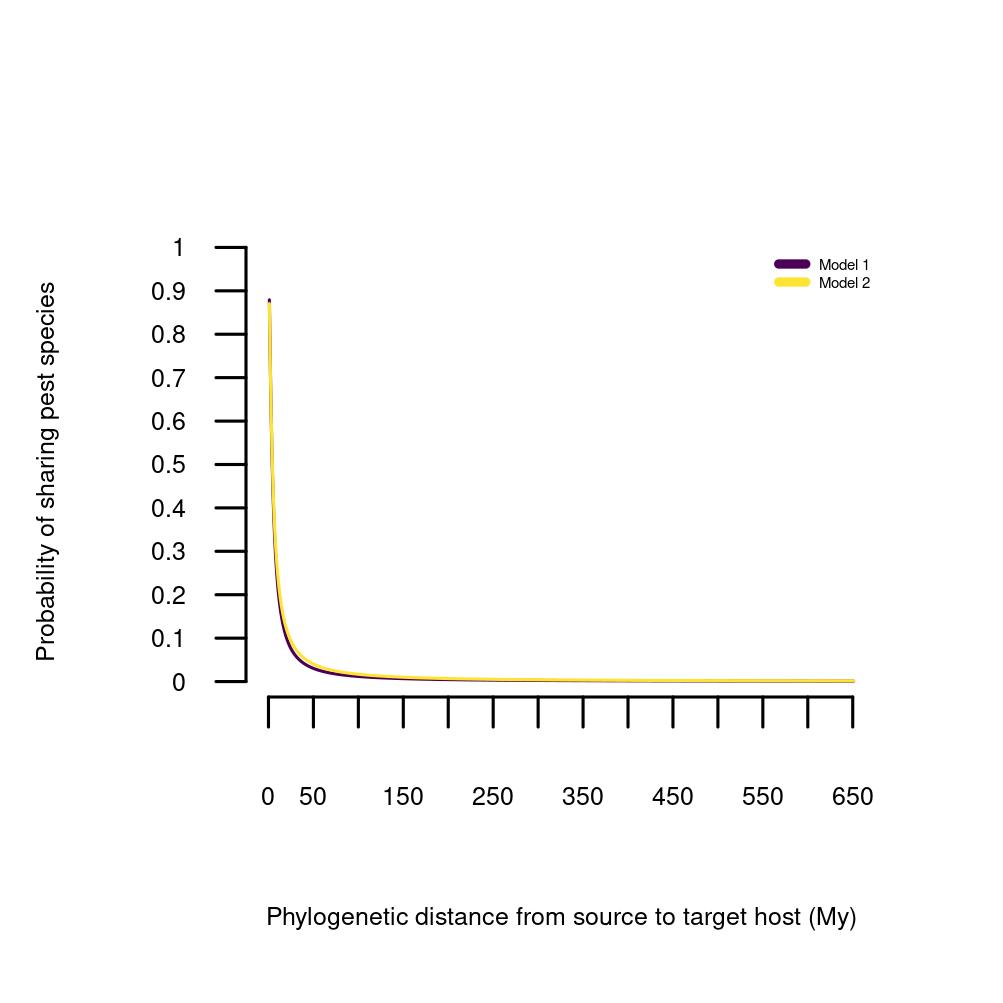 Model 1
Model 2
1
0.9
0.8
0.7
0.6
0.5
0.4
0.3
0.2
0.1
0
Probability of sharing pest species
0 50 150 250 350 450 550 650
Phylogenetic distance from source to target host (My)